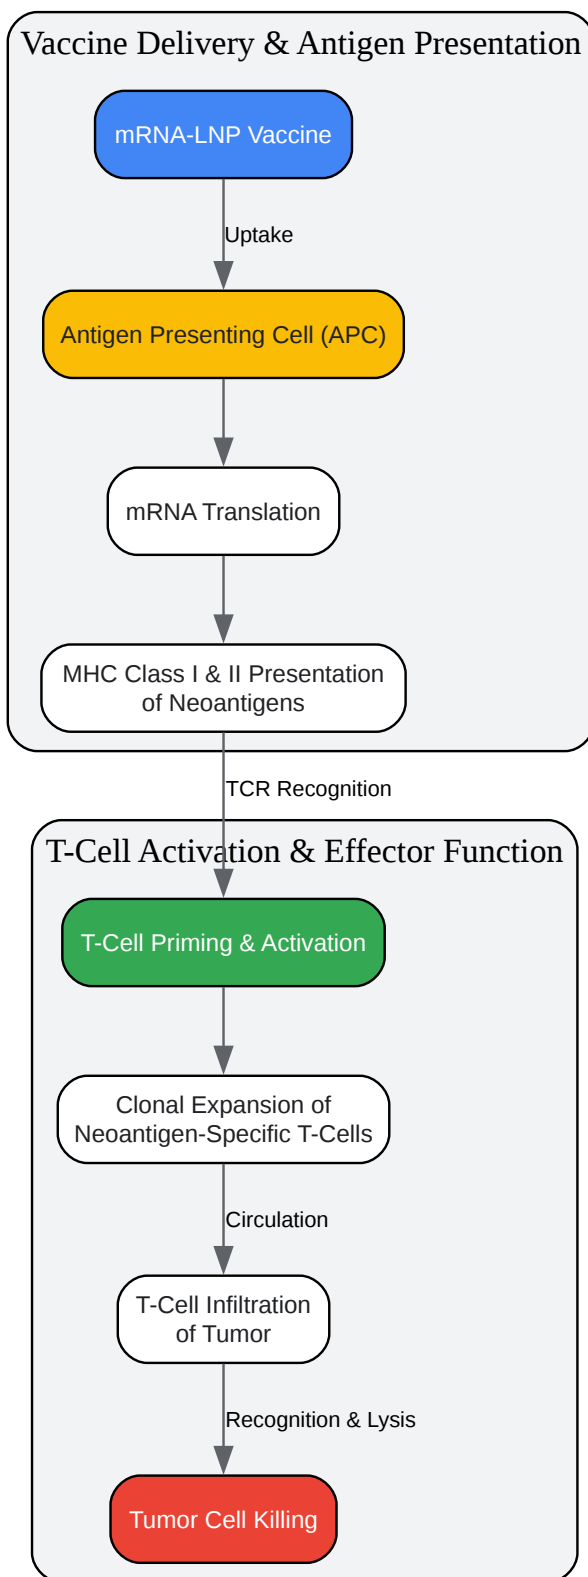 Vaccine Delivery & Antigen Presentation
mRNA-LNP Vaccine
Uptake
Antigen Presenting Cell (APC)
mRNA Translation
MHC Class I & II Presentation
of Neoantigens
TCR Recognition
T-Cell Activation & Effector Function
T-Cell Priming & Activation
Clonal Expansion of
Neoantigen-Specific T-Cells
Circulation
T-Cell Infiltration
of Tumor
Recognition & Lysis
Tumor Cell Killing